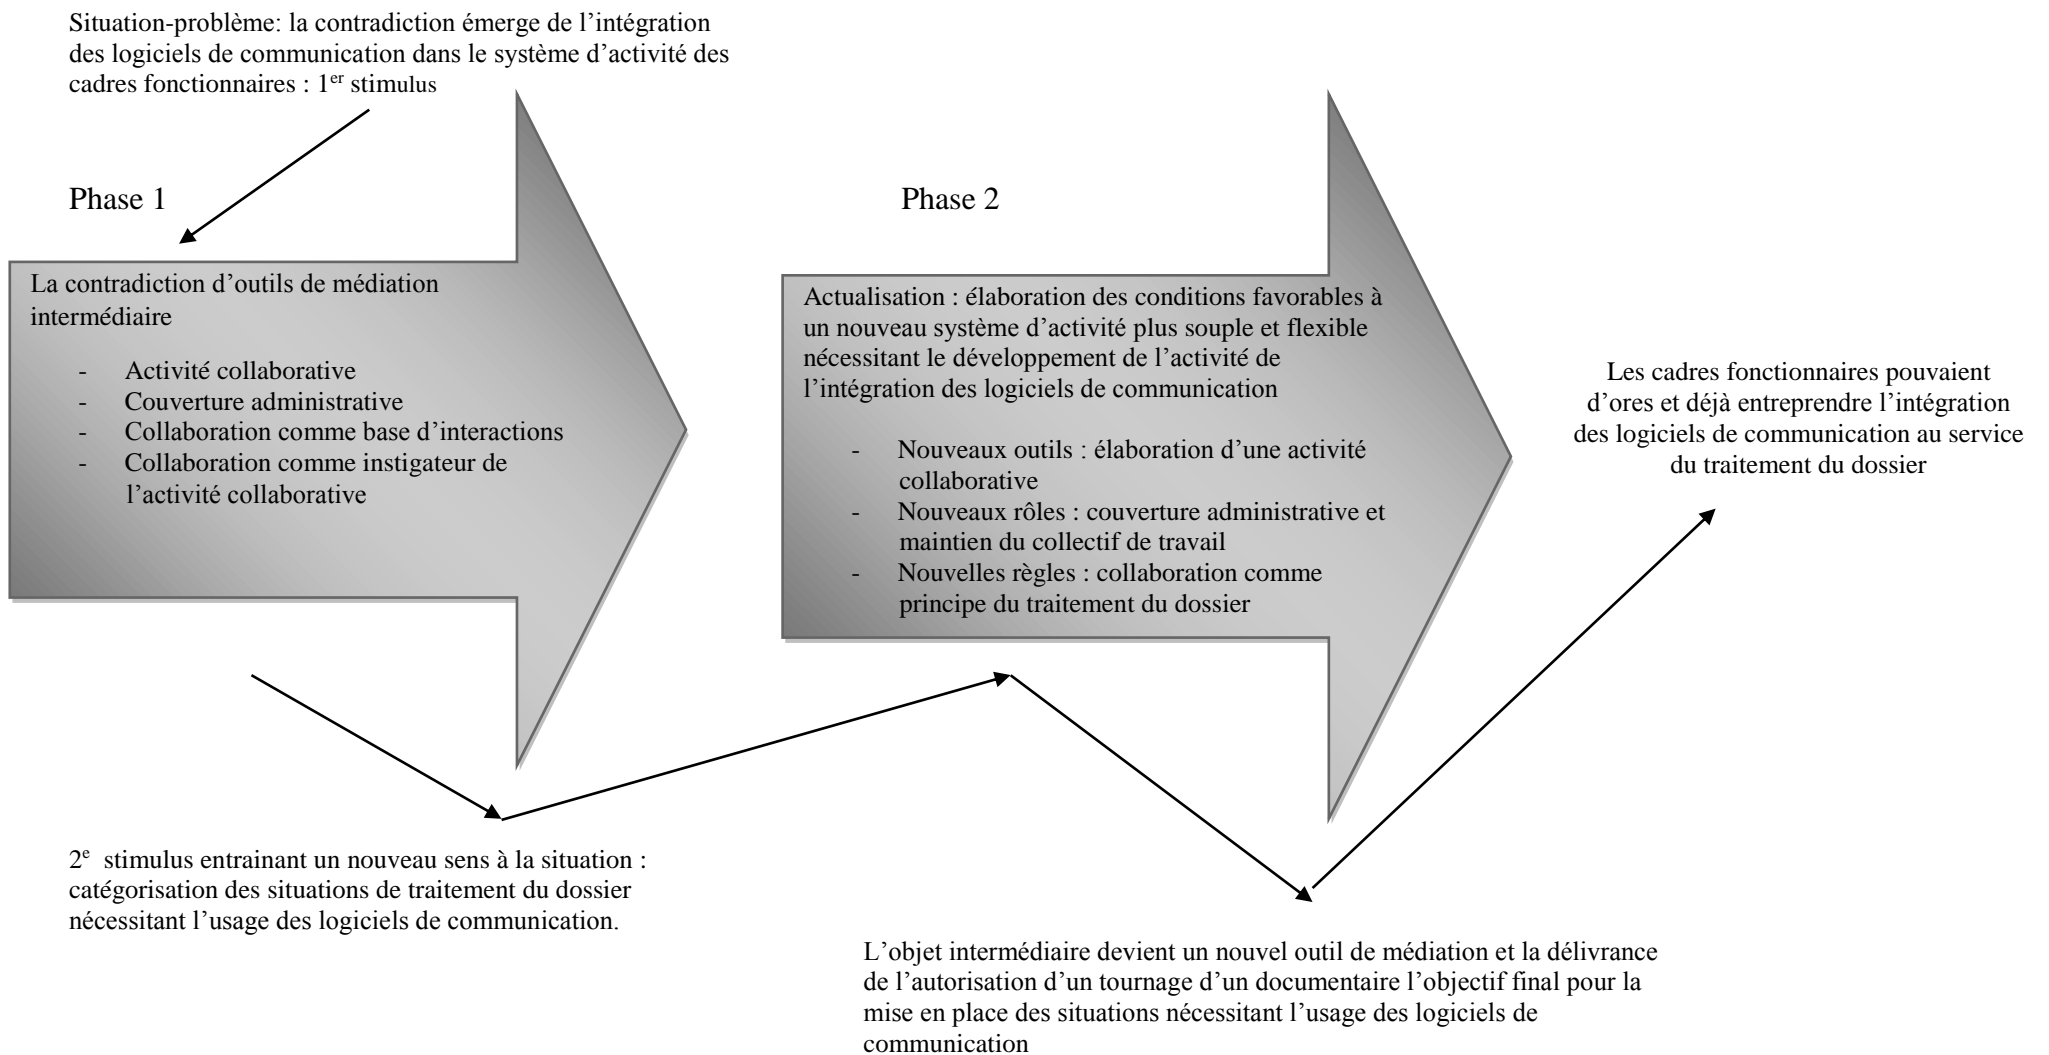 Situation-problème: la contradiction émerge de l’intégration
des logiciels de communication dans le système d’activité des
cadres fonctionnaires : 1er stimulus
Phase 1
La contradiction d’outils de médiation
intermédiaire
- Activité collaborative
- Couverture administrative
- Collaboration comme base d’interactions
- Collaboration comme instigateur de
l’activité collaborative
2e stimulus entrainant un nouveau sens à la situation :
catégorisation des situations de traitement du dossier
nécessitant l’usage des logiciels de communication.
Phase 2
Actualisation : élaboration des conditions favorables à
un nouveau système d’activité plus souple et flexible
nécessitant le développement de l’activité de
l’intégration des logiciels de communication
- Nouveaux outils : élaboration d’une activité
collaborative
- Nouveaux rôles : couverture administrative et
maintien du collectif de travail
- Nouvelles règles : collaboration comme
principe du traitement du dossier
L’objet intermédiaire devient un nouvel outil de médiation et la délivrance
de l’autorisation d’un tournage d’un documentaire l’objectif final pour la
mise en place des situations nécessitant l’usage des logiciels de
communication
Les cadres fonctionnaires pouvaient
d’ores et déjà entreprendre l’intégration
des logiciels de communication au service
du traitement du dossier